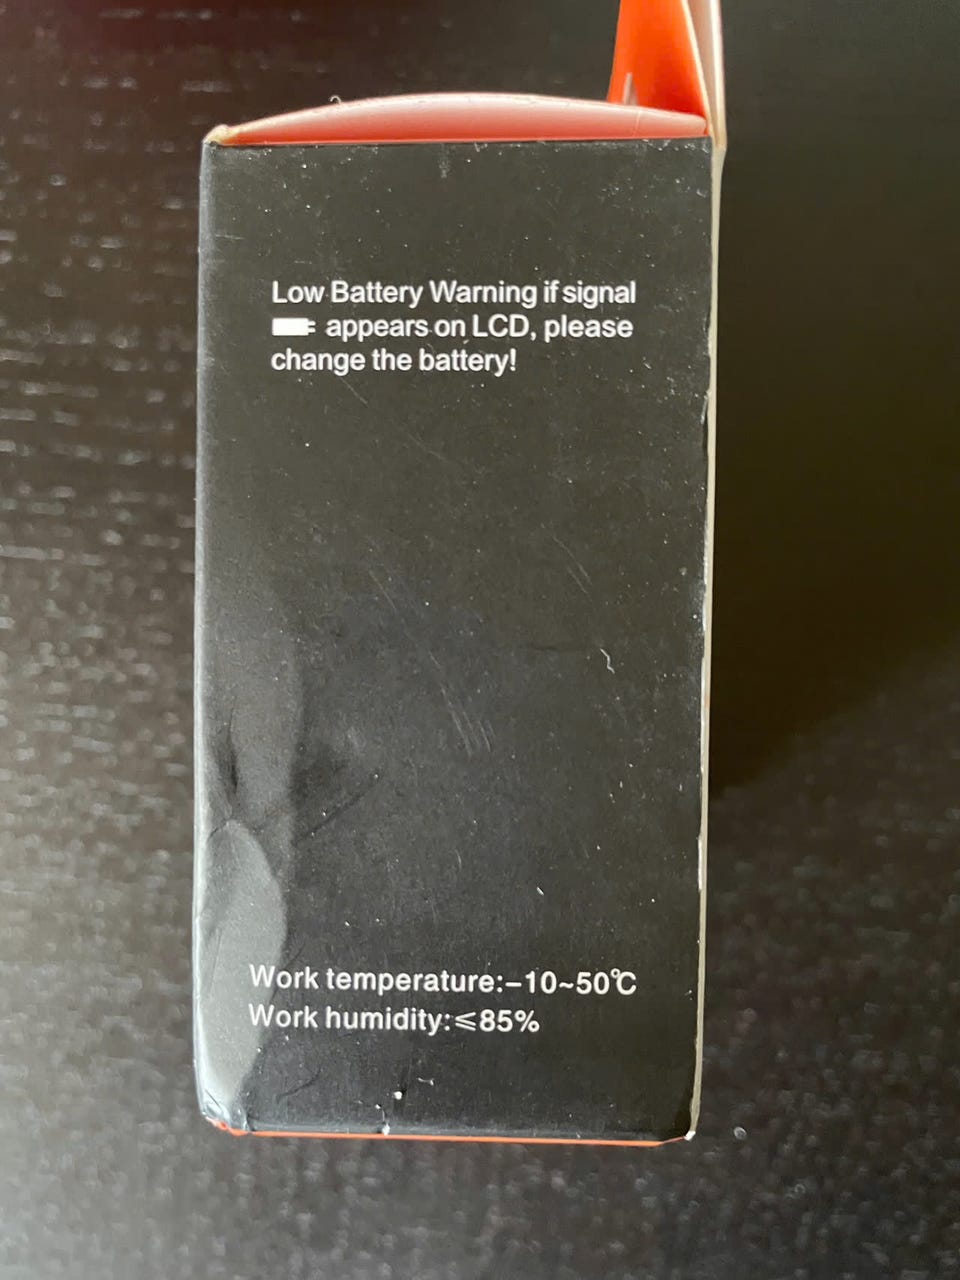 Low Battery Warning if signal
appears on LCD, please
change the battery!
Work temperature:-10~50℃
Work humidity:⩽85%